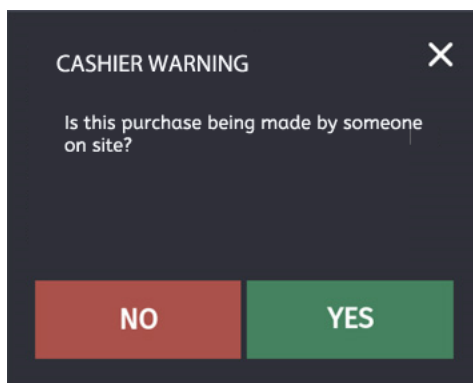 CASHIER WARNING
Is this purchase being made by someone
on site?
NO
YES